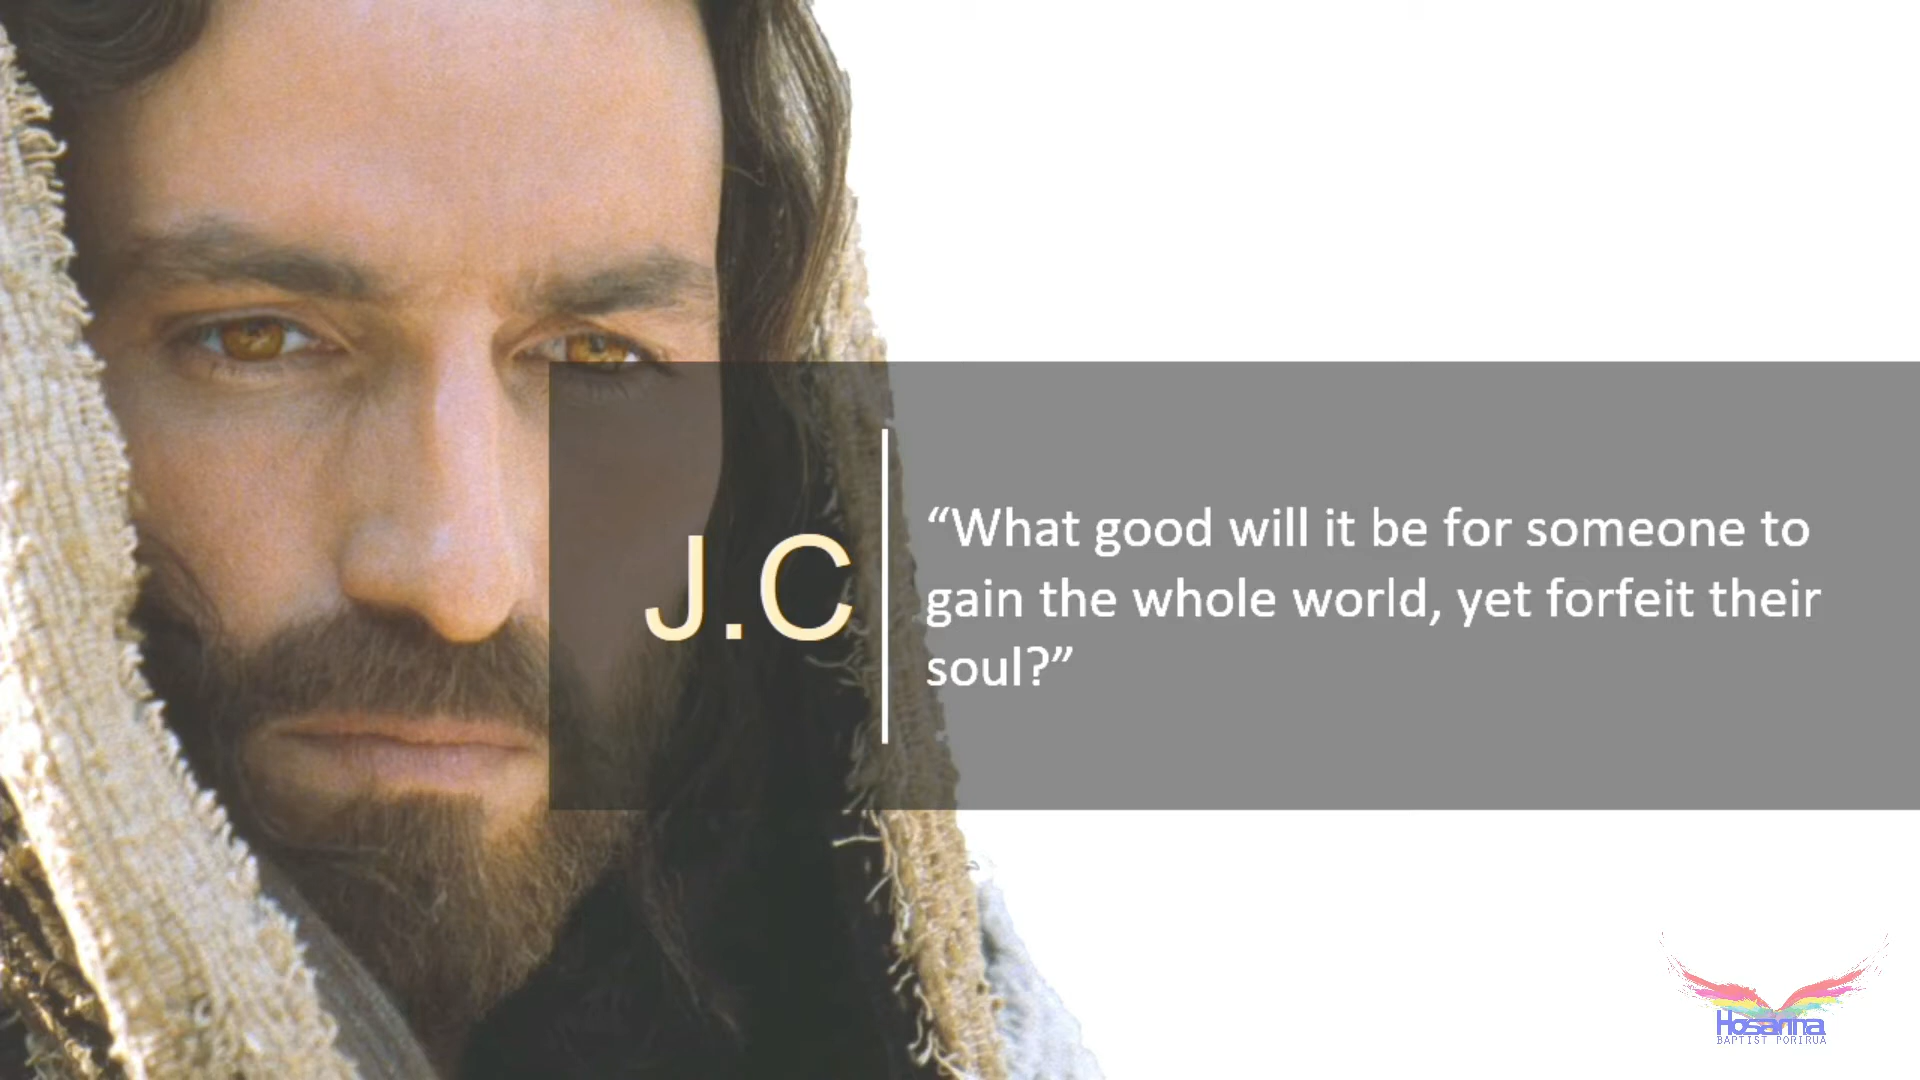 J.C
“What good will it be for someone to
gain the whole world, yet forfeit their
soul?”
Hosanna
BAPTIST PORIRUA